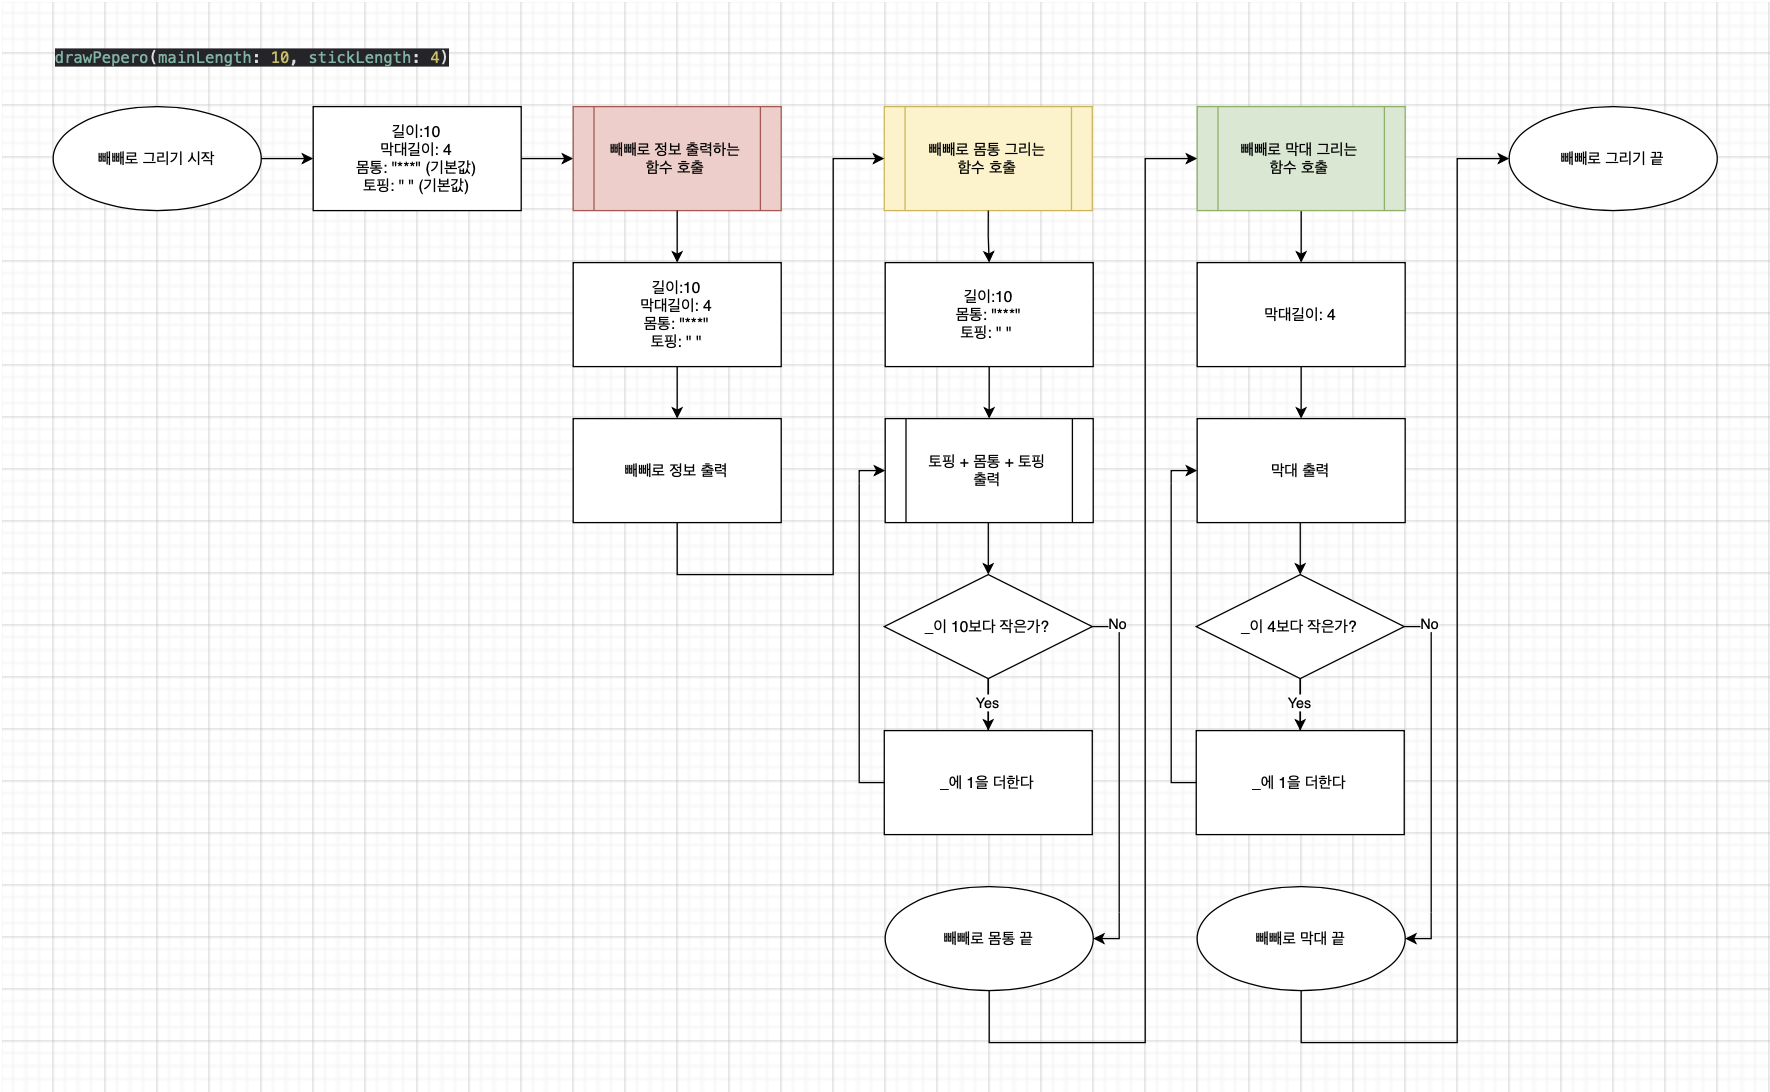 drawPepero(mainLength: 10, stickLength: 4)
빼빼로 그리기 시작
길이:10
막대길이: 4
몸통: "***" (기본값)
토핑: " " (기본값)
빼빼로 정보 출력하는
함수 호출
길이:10
막대길이: 4
몸통: "***"
토핑: " "
빼빼로 정보 출력
빼빼로 몸통 그리는
함수 호출
길이:10
몸통: "***"
토핑: " "
토핑 + 몸통 + 토핑
출력
_이 10보다 작은가?
No
Yes
_에 1을 더한다
빼빼로 몸통 끝
빼빼로 막대 그리는
함수 호출
막대길이: 4
막대 출력
_이 4보다 작은가?
No
Yes
_에 1을 더한다
빼빼로 막대 끝
빼빼로 그리기 끝